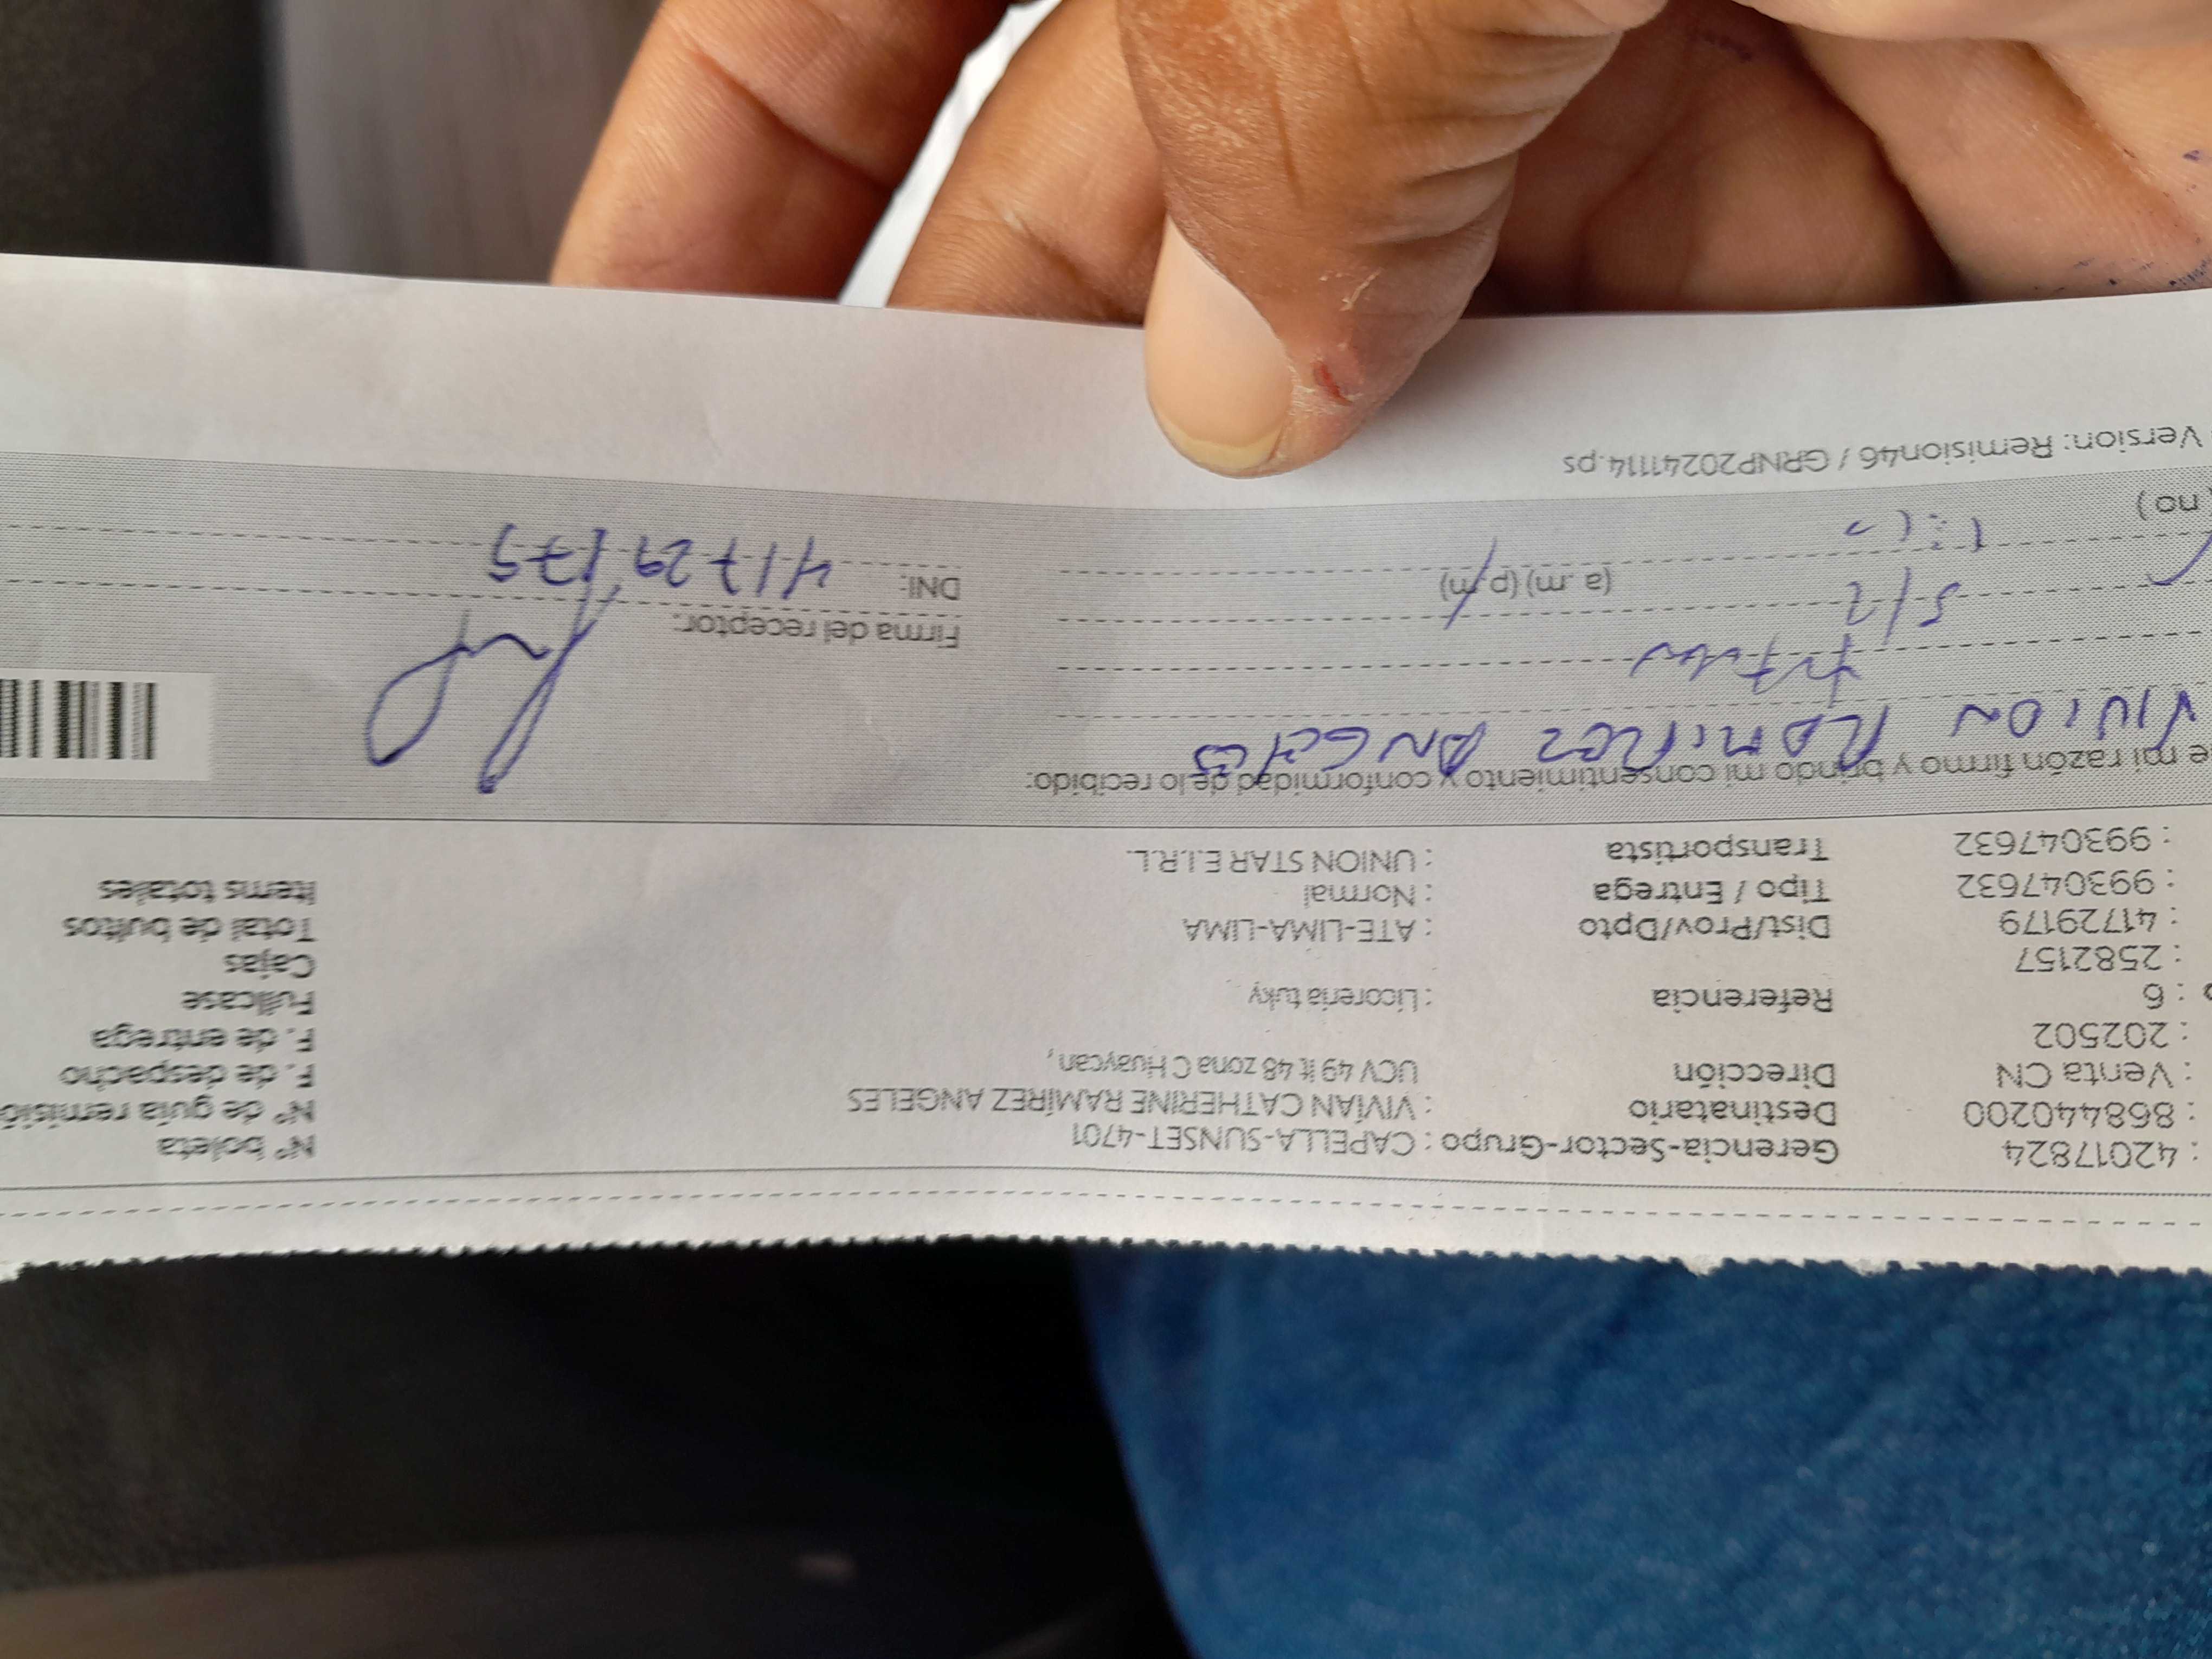 : 42017824 Gerencia-Sector-Grupo : CAPELLA-SUNSET-4701 N° boleta
: 868440200 Destinatario : VIVIAN CATHERINE RAMÍREZ ANGELES N° de guía remisió
: Venta CN Dirección UCV 49 lt 48 zona C Huaycan, F. de despacho
: 202502 F. de entrega
: 6 Referencia : Licoreria tuky Fullcase
: 2582157 Cajas
: 41729179 Dist/Prov/Dpto : ATE-LIMA-LIMA Total de bultos
: 993047632 Tipo / Entrega : Normal Items totales
: 993047632 Transportista : UNION STAR E.I.R.L.
e mi razón firmo y brindo mi consentimiento y conformidad de lo recibido:
VIVIAN RAMIREZ ANGELES
Titular
5/2 Firma del receptor:
(a .m) (p.m) DNI: 41729179
no)
Version: Remision46 / GRNP20241114.ps